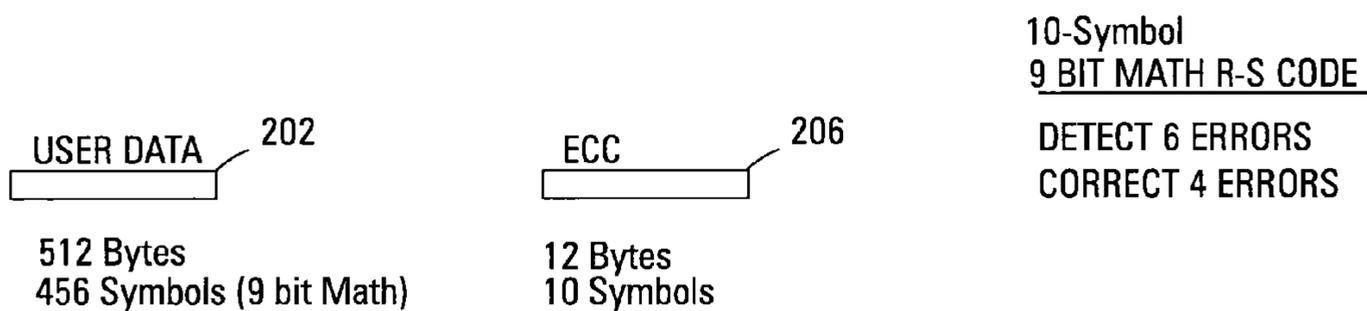 USER DATA
202
512 Bytes
456 Symbols (9 bit Math)
ECC
206
12 Bytes
10 Symbols
10-Symbol
9 BIT MATH R-S CODE
DETECT 6 ERRORS
CORRECT 4 ERRORS